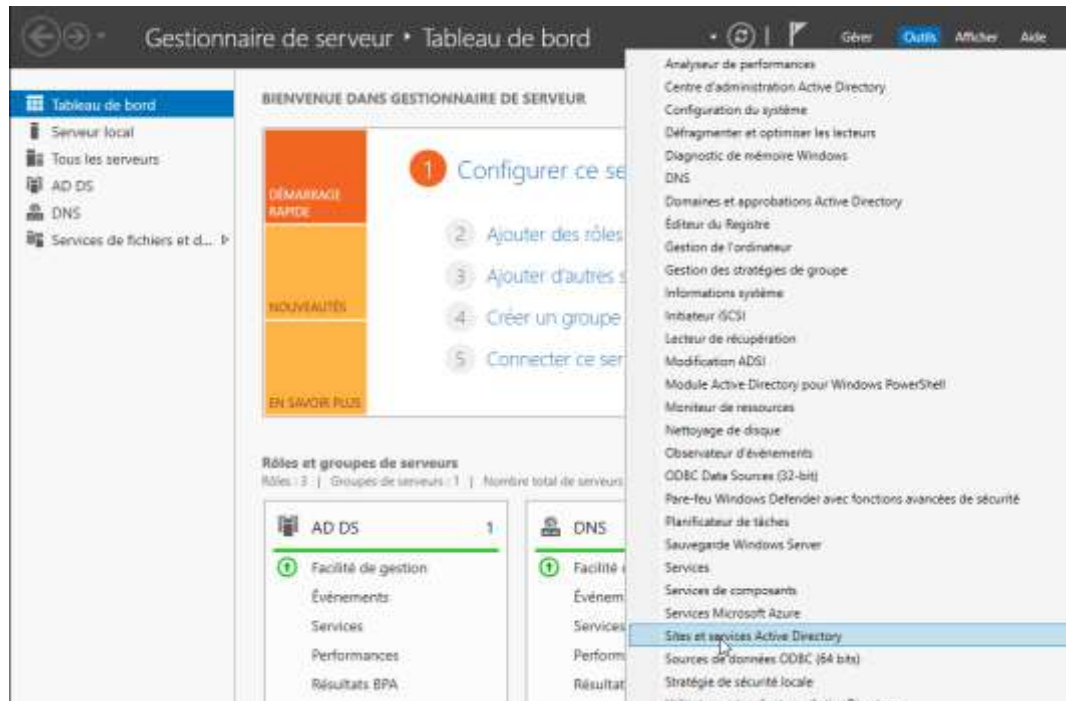 Gestionnaire de serveur • Tableau de bord
Gérer Outils Afficher Aide
Tableau de bord
Serveur local
Tous les serveurs
AD DS
DNS
Services de fichiers et d...
BIENVENUE DANS GESTIONNAIRE DE SERVEUR
DÉMARRAGE RAPIDE
NOUVEAUTÉS
EN SAVOIR PLUS
1 Configurer ce se
2 Ajouter des rôles
3 Ajouter d'autres s
4 Créer un groupe
5 Connecter ce ser
Rôles et groupes de serveurs
Rôles : 3 | Groupes de serveurs : 1 | Nombre total de serveurs
AD DS 1
Facilité de gestion
Événements
Services
Performances
Résultats BPA
DNS
Facilité
Événem
Services
Perform
Résultat
Analyseur de performances
Centre d'administration Active Directory
Configuration du système
Défragmenter et optimiser les lecteurs
Diagnostic de mémoire Windows
DNS
Domaines et approbations Active Directory
Éditeur du Registre
Gestion de l'ordinateur
Gestion des stratégies de groupe
Informations système
Initiateur iSCSI
Lecteur de récupération
Modification ADSI
Module Active Directory pour Windows PowerShell
Moniteur de ressources
Nettoyage de disque
Observateur d'événements
ODBC Data Sources (32-bit)
Pare-feu Windows Defender avec fonctions avancées de sécurité
Planificateur de tâches
Sauvegarde Windows Server
Services
Services de composants
Services Microsoft Azure
Sites et services Active Directory
Sources de données ODBC (64 bits)
Stratégie de sécurité locale